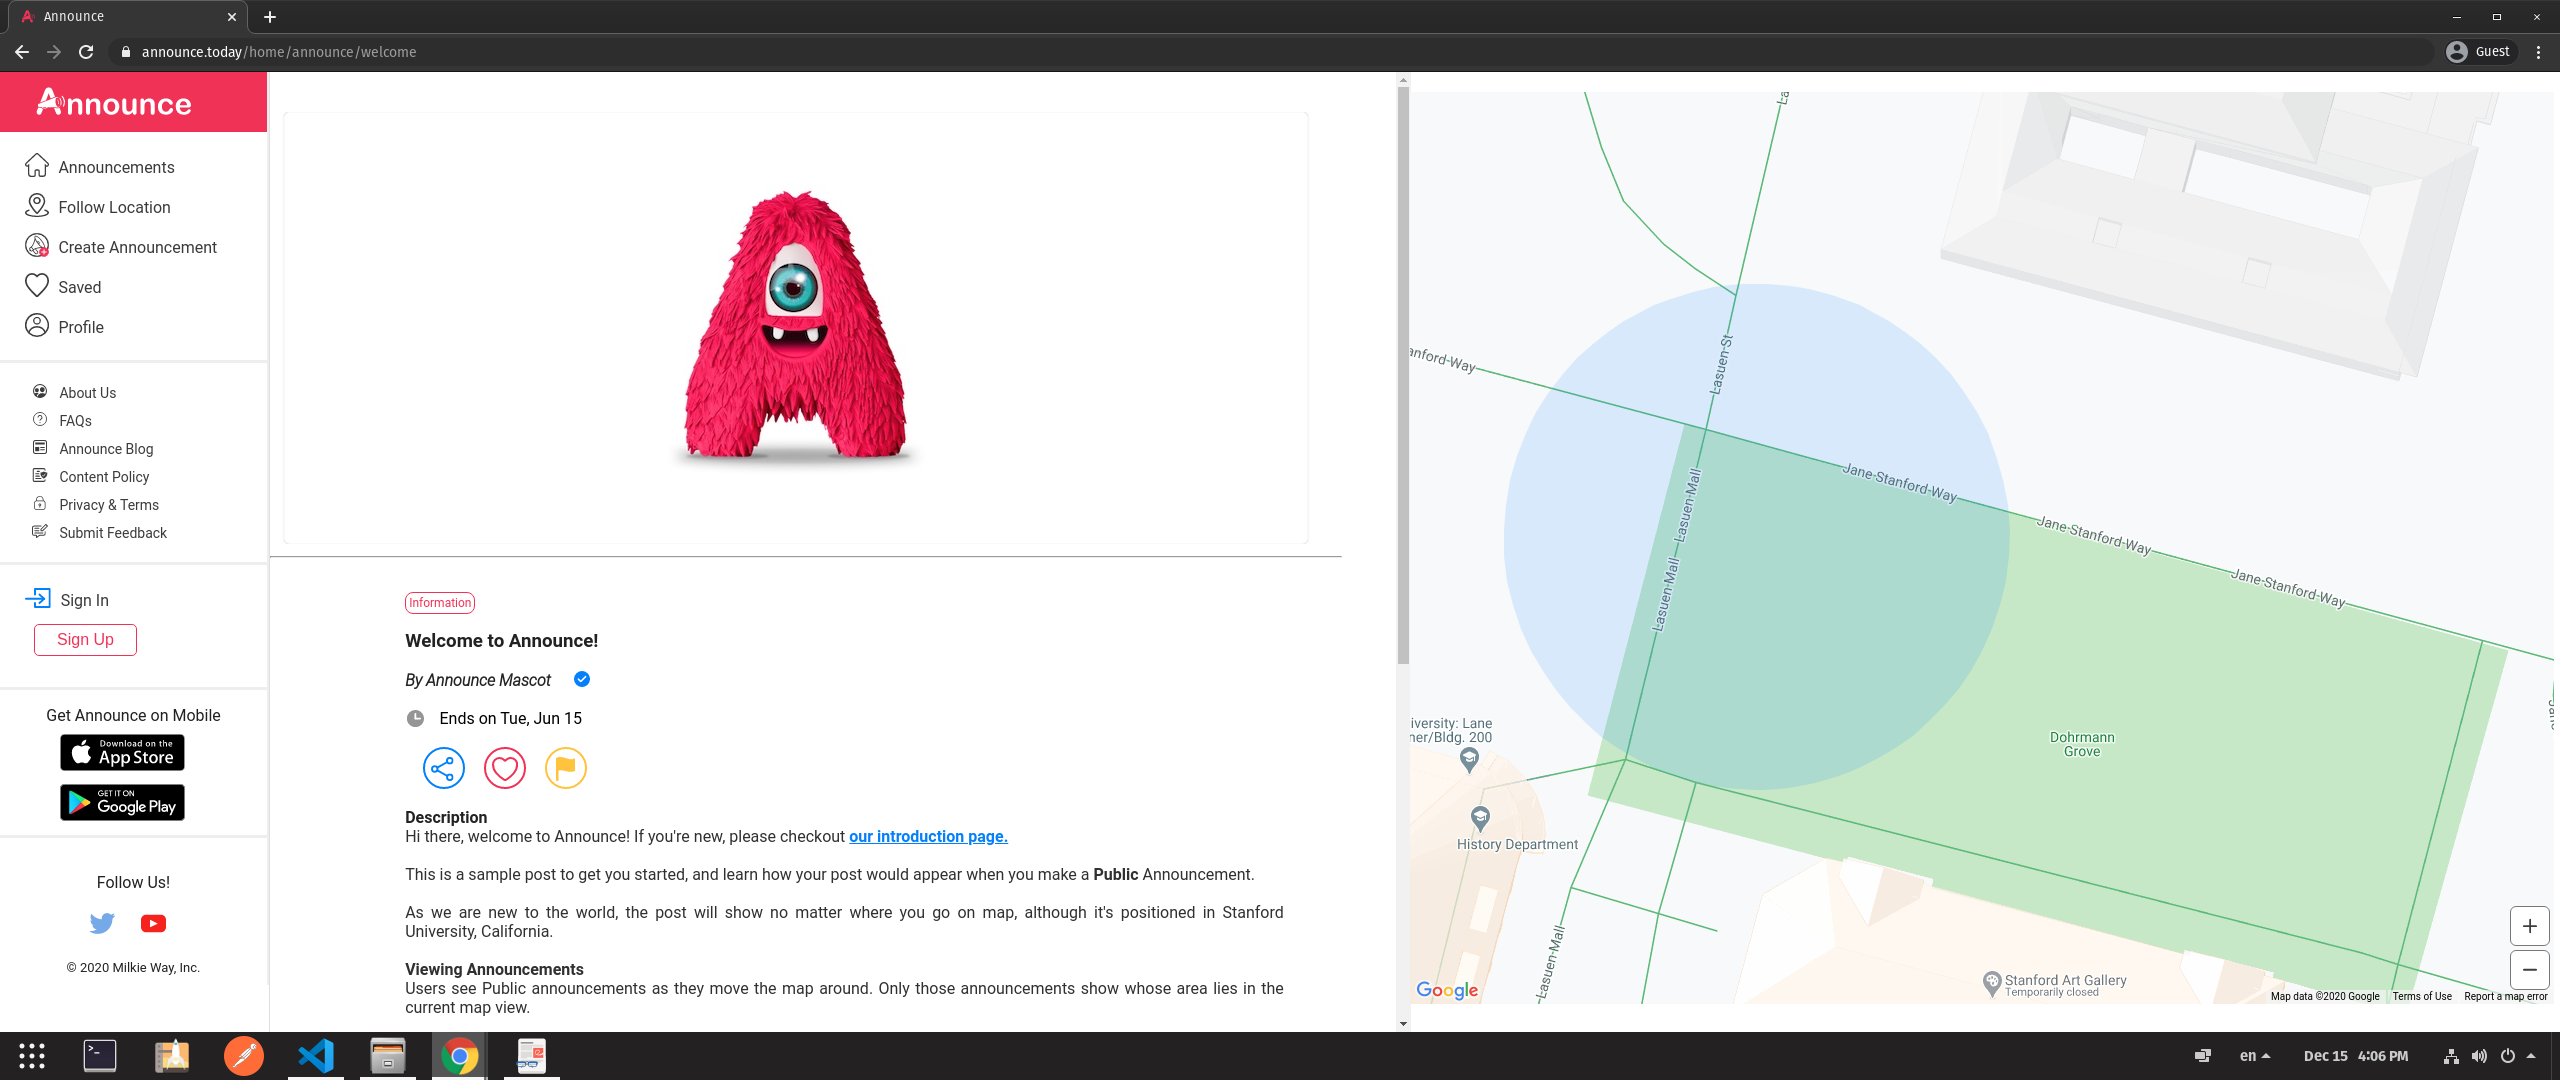 Announce
announce.today/home/announce/welcome
Guest
Announce
Announcements
Follow Location
Create Announcement
Saved
Profile
About Us
FAQs
Announce Blog
Content Policy
Privacy & Terms
Submit Feedback
Sign In
Sign Up
Get Announce on Mobile
Download on the
App Store
GET IT ON
Google Play
Follow Us!
© 2020 Milkie Way, Inc.
Information
Welcome to Announce!
By Announce Mascot
Ends on Tue, Jun 15
Description
Hi there, welcome to Announce! If you're new, please checkout our introduction page.
This is a sample post to get you started, and learn how your post would appear when you make a Public Announcement.
As we are new to the world, the post will show no matter where you go on map, although it's positioned in Stanford
University, California.
Viewing Announcements
Users see Public announcements as they move the map around. Only those announcements show whose area lies in the
current map view.
La
anford Way
Lasuen St
Jane Stanford Way
Jane Stanford Way
Jane Stanford Way
Lasuen Mall
Lasuen Mall
iversity: Lane
ner/Bldg. 200
Dohrmann
Grove
History Department
Lasuen Mall
Stanford Art Gallery
Temporarily closed
Google
Map data ©2020 Google
Terms of Use
Report a map error
en
Dec 15 4:06 PM